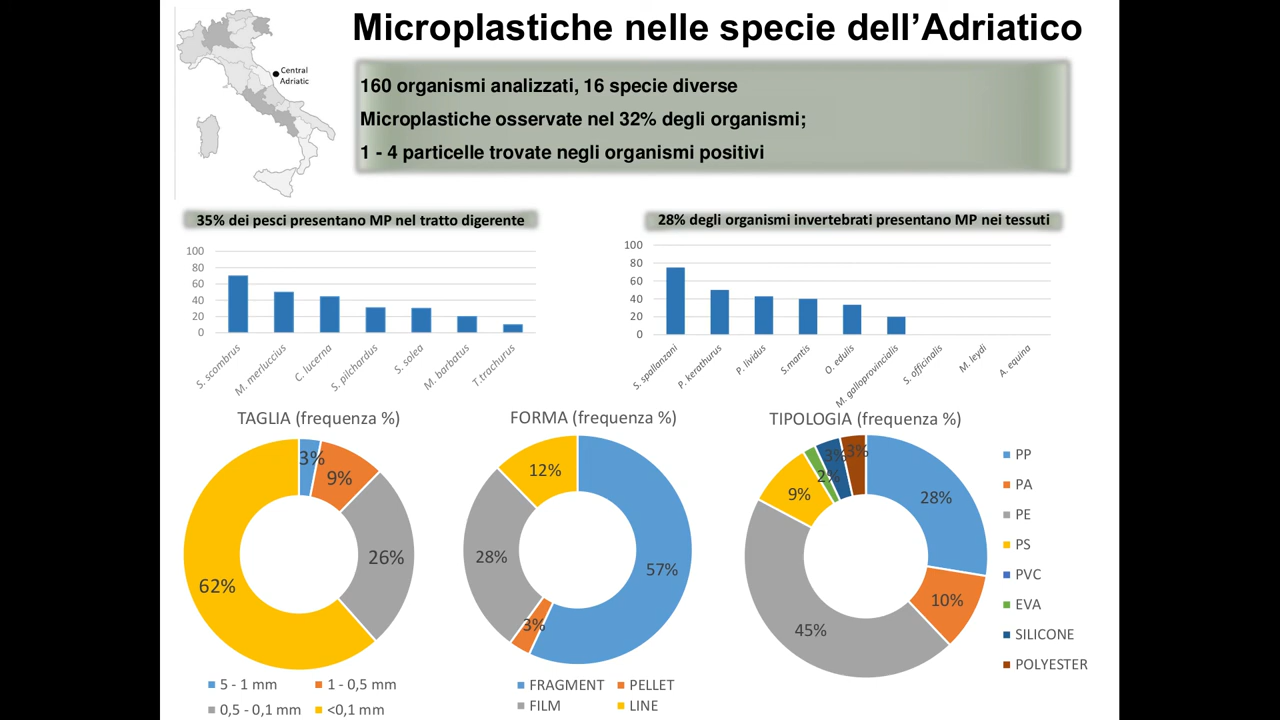 Microplastiche nelle specie dell'Adriatico
Central
Adriatic
160 organismi analizzati, 16 specie diverse
Microplastiche osservate nel 32% degli organismi;
1 - 4 particelle trovate negli organismi positivi
35% dei pesci presentano MP nel tratto digerente
100
80
60
40
20
0
S. scombrus
M. merluccius
C. lucerna
S. pilchardus
S. solea
M. barbatus
T.trachurus
28% degli organismi invertebrati presentano MP nei tessuti
100
80
60
40
20
0
S. spallanzani
P. kerathurus
P. lividus
S.mantis
O. edulis
M. galloprovincialis
S. officinalis
M. leydi
A. equina
TAGLIA (frequenza %)
3%
9%
26%
62%
5 - 1 mm
1 - 0,5 mm
0,5 - 0,1 mm
<0,1 mm
FORMA (frequenza %)
12%
28%
57%
3%
FRAGMENT
PELLET
FILM
LINE
TIPOLOGIA (frequenza %)
3%
3%
2%
9%
28%
10%
45%
PP
PA
PE
PS
PVC
EVA
SILICONE
POLYESTER